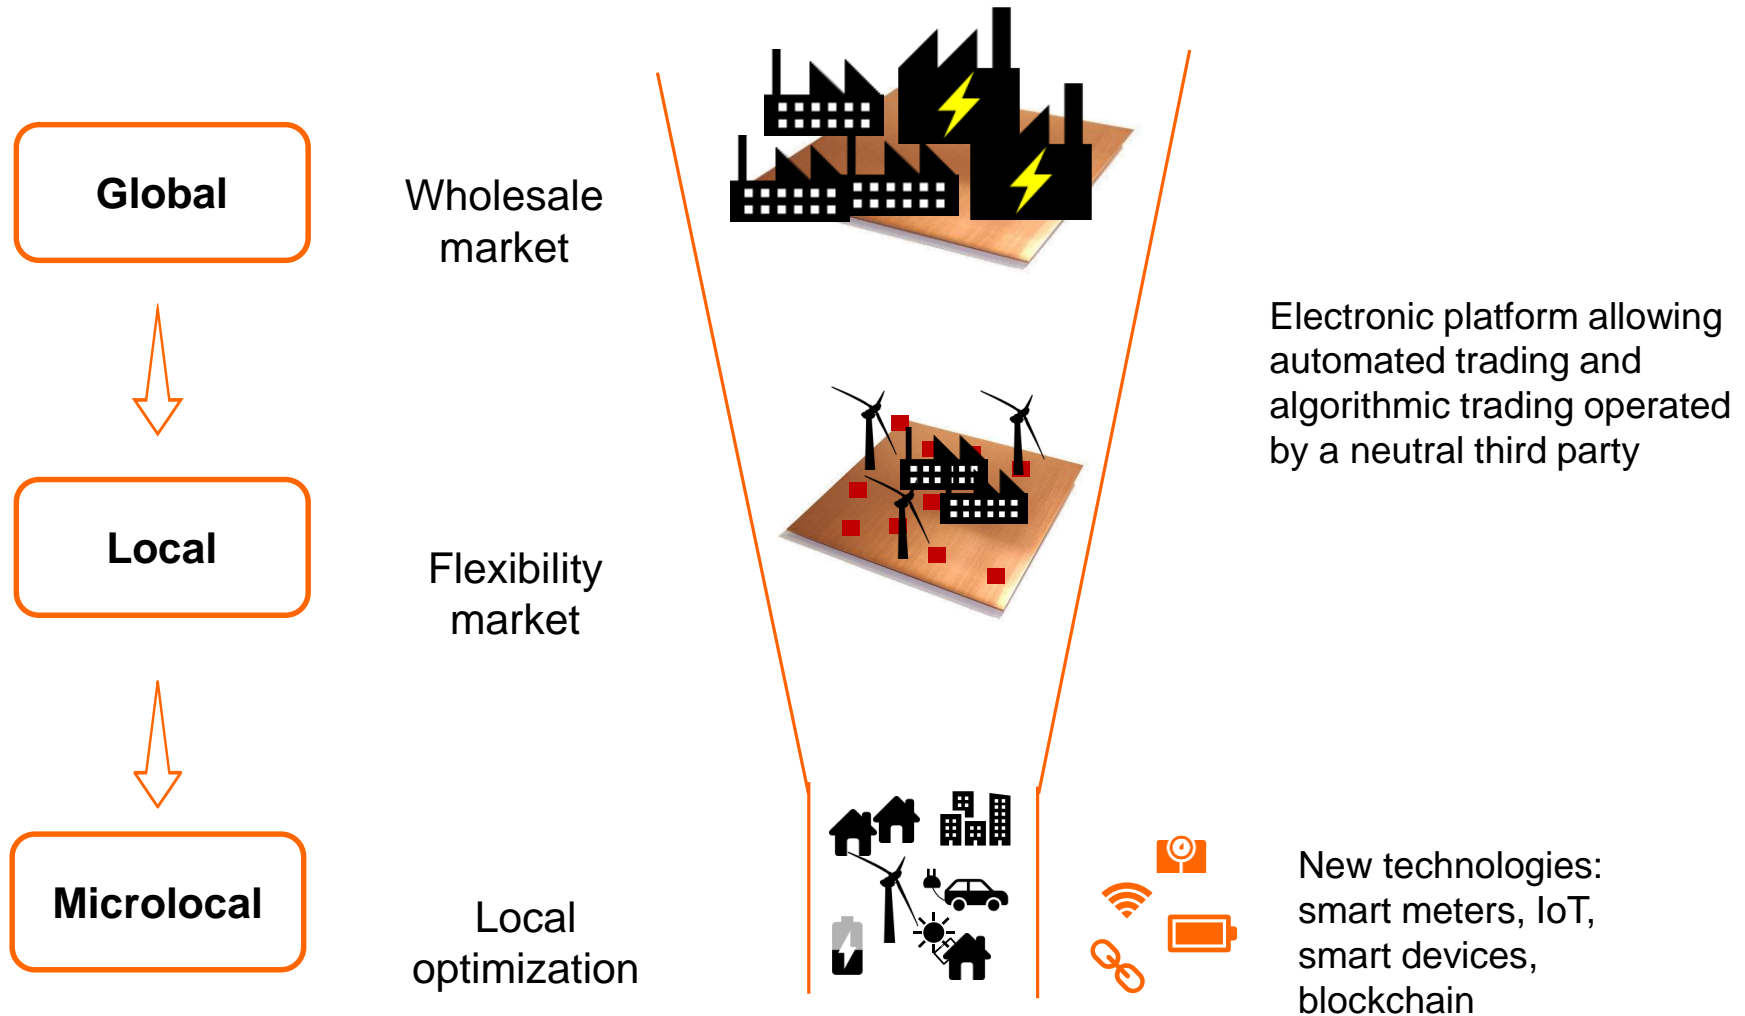 Global
Wholesale
market
Electronic platform allowing
automated trading and
algorithmic trading operated
by a neutral third party
Local
Flexibility
market
Microlocal
Local
optimization
New technologies:
smart meters, IoT,
smart devices,
blockchain